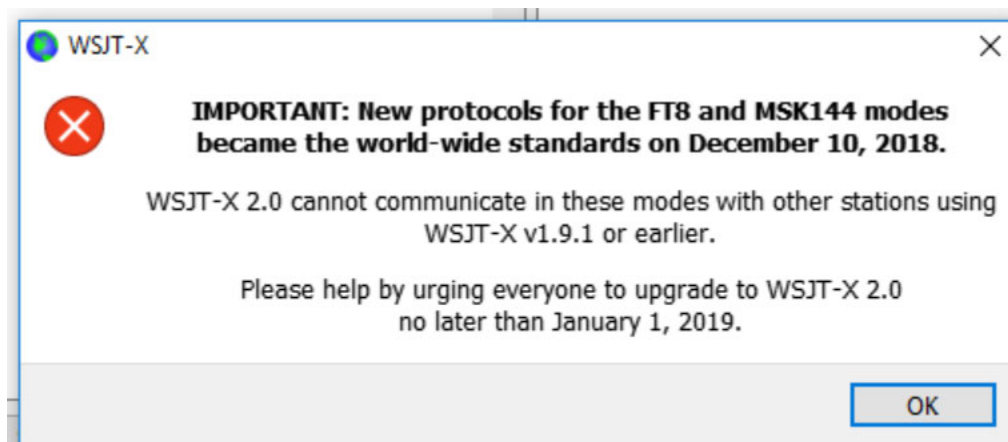 WSJT-X
IMPORTANT: New protocols for the FT8 and MSK144 modes
became the world-wide standards on December 10, 2018.
WSJT-X 2.0 cannot communicate in these modes with other stations using
WSJT-X v1.9.1 or earlier.
Please help by urging everyone to upgrade to WSJT-X 2.0
no later than January 1, 2019.
OK